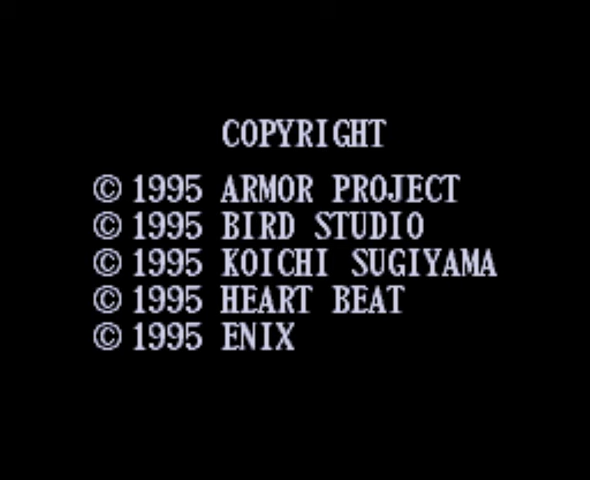 COPYRIGHT
© 1995 ARMOR PROJECT
© 1995 BIRD STUDIO
© 1995 KOICHI SUGIYAMA
© 1995 HEART BEAT
© 1995 ENIX